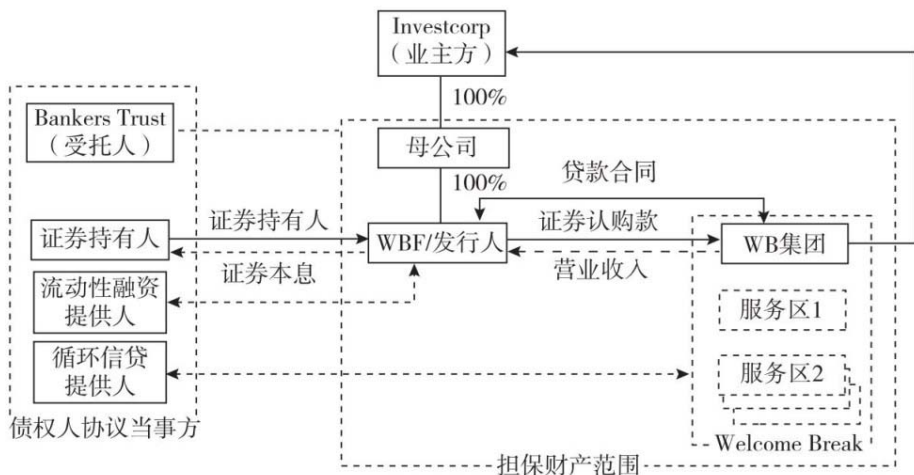 Investcorp
（业主方）
100%
Bankers Trust
（受托人）
母公司
100%
贷款合同
证券持有人
证券持有人
WBF/发行人
证券认购款
WB集团
证券本息
营业收入
流动性融资
提供人
服务区1
循环信贷
提供人
服务区2
债权人协议当事方
Welcome Break
担保财产范围